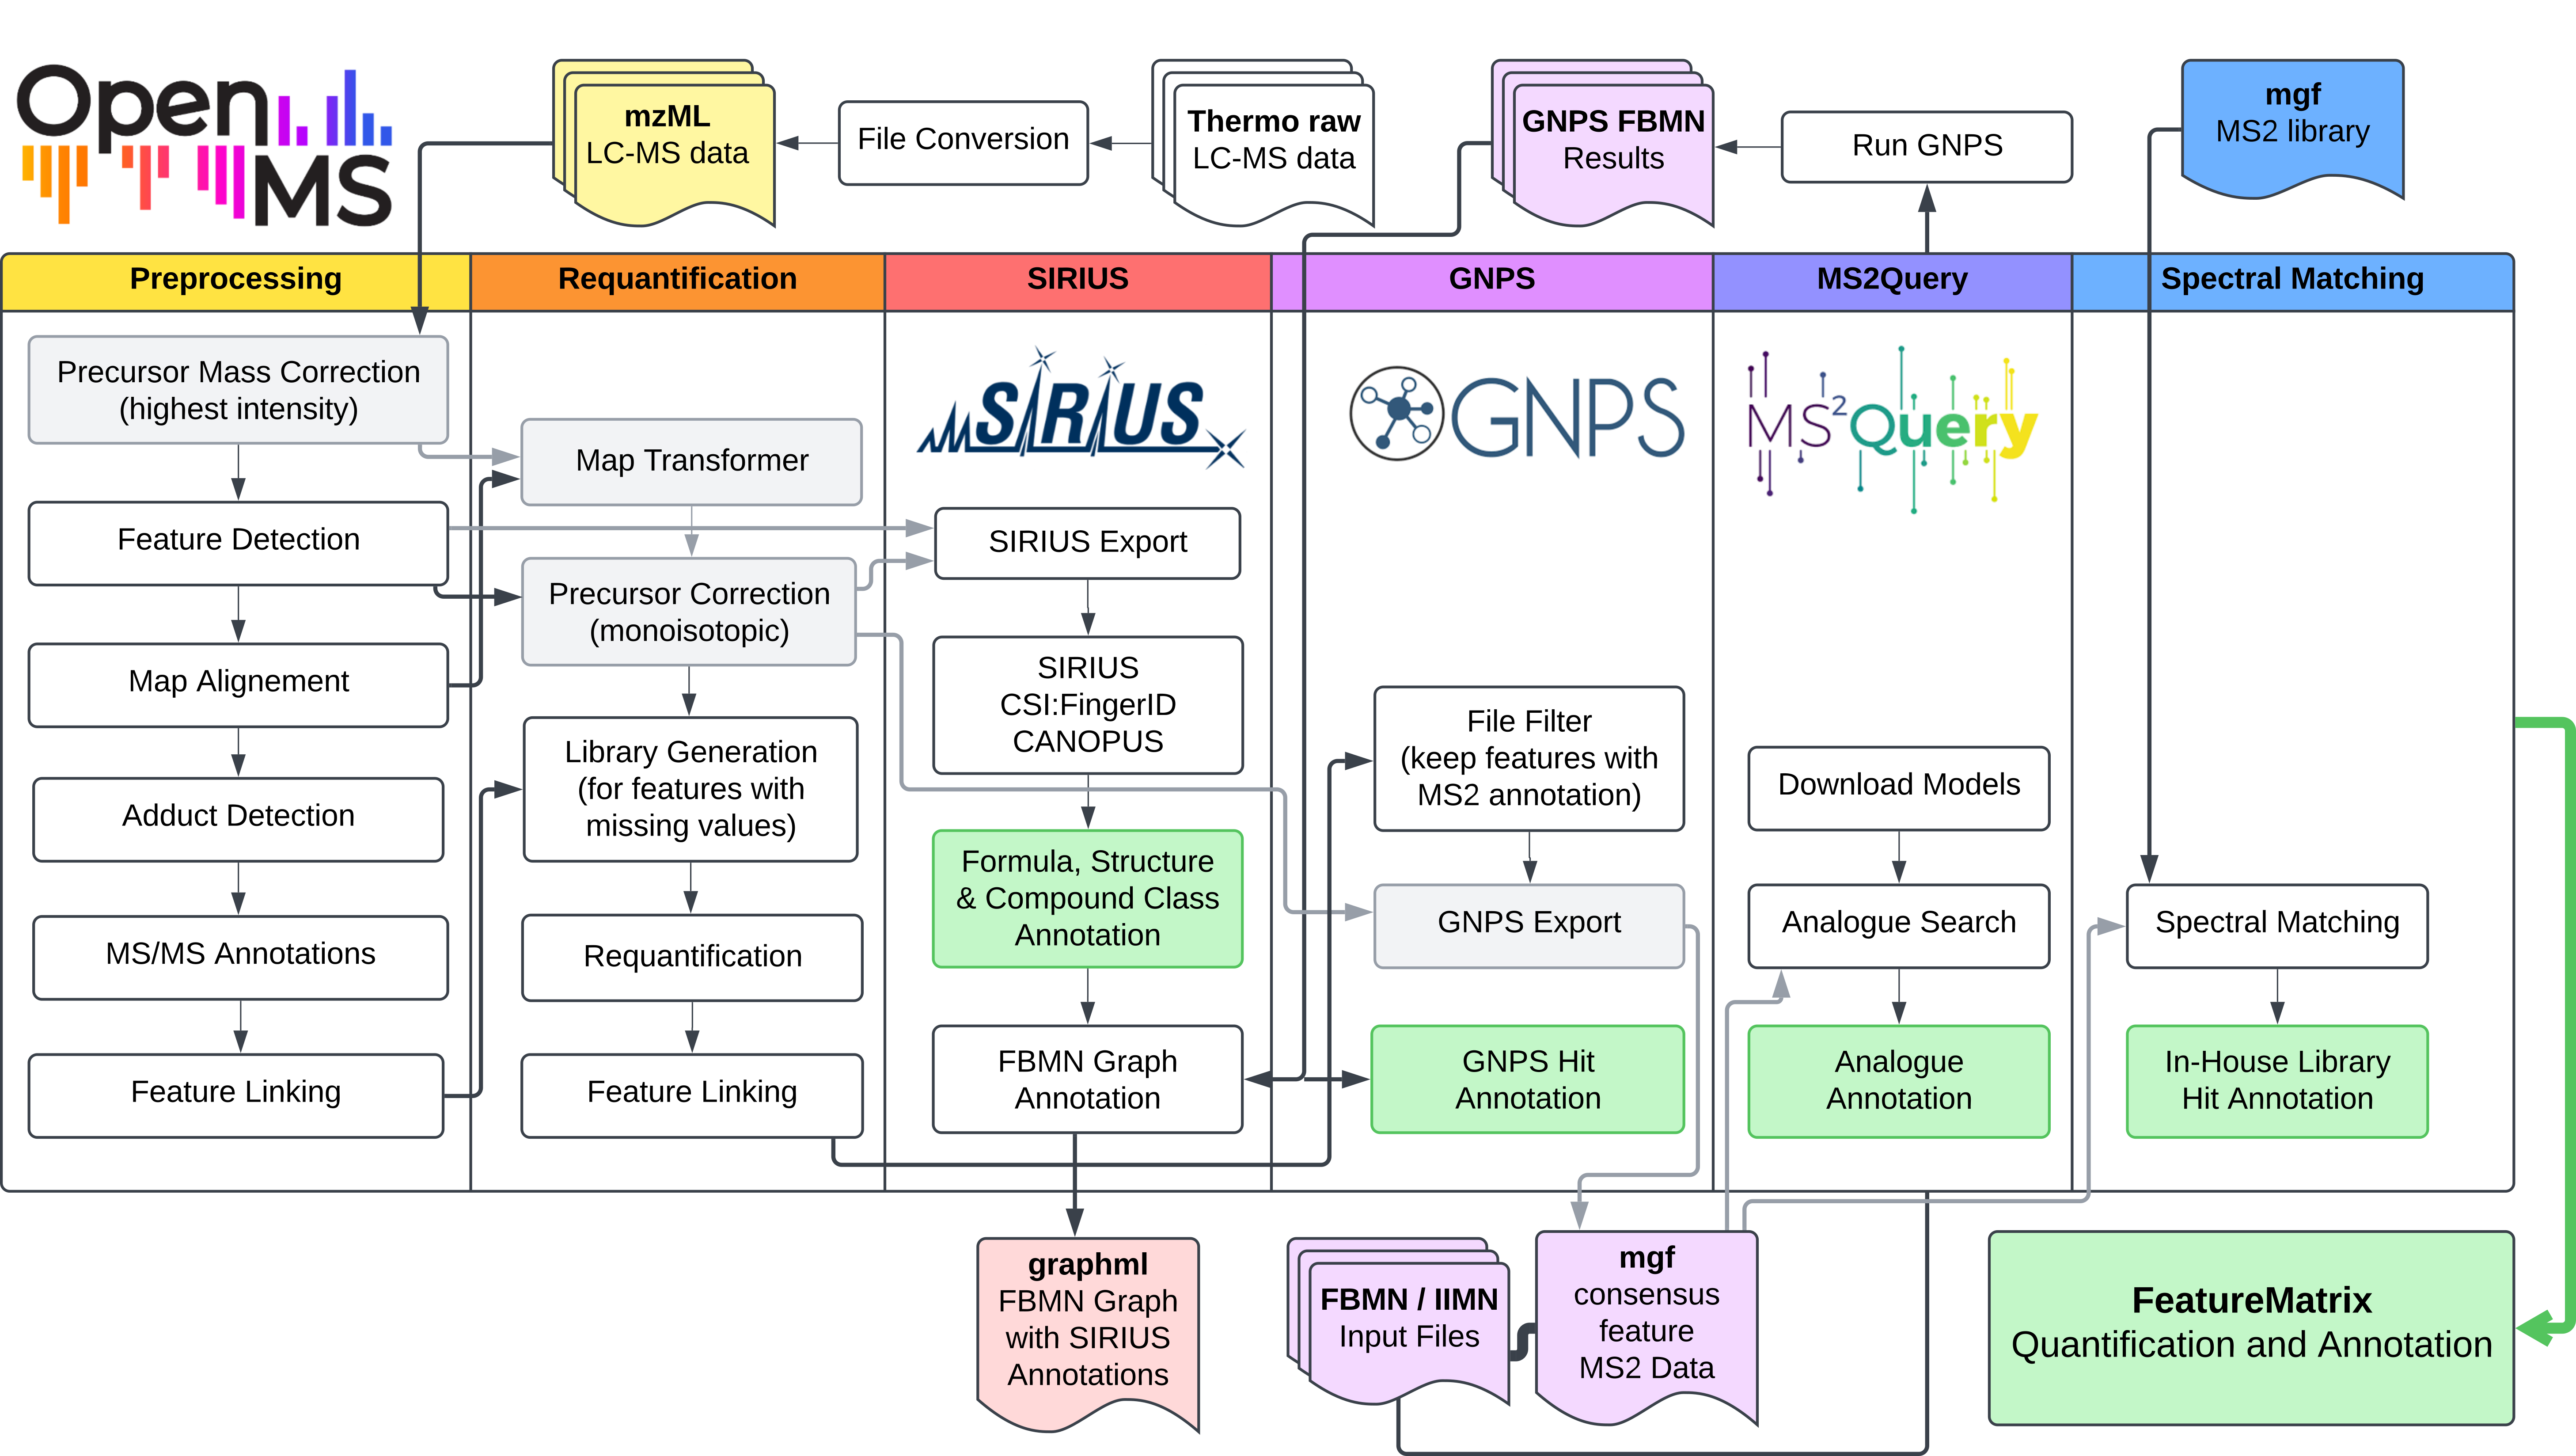 Open
MS
mzML
LC-MS data
File Conversion
Thermo raw
LC-MS data
GNPS FBMN
Results
Run GNPS
mgf
MS2 library
Preprocessing
Requantification
SIRIUS
GNPS
MS2Query
Spectral Matching
Precursor Mass Correction
(highest intensity)
Feature Detection
Map Alignement
Adduct Detection
MS/MS Annotations
Feature Linking
Map Transformer
Precursor Correction
(monoisotopic)
Library Generation
(for features with
missing values)
Requantification
Feature Linking
SIRIUS
SIRIUS Export
SIRIUS
CSI:FingerID
CANOPUS
Formula, Structure
& Compound Class
Annotation
FBMN Graph
Annotation
GNPS
File Filter
(keep features with
MS2 annotation)
GNPS Export
GNPS Hit
Annotation
MS2Query
Download Models
Analogue Search
Analogue
Annotation
Spectral Matching
In-House Library
Hit Annotation
graphml
FBMN Graph
with SIRIUS
Annotations
FBMN / IIMN
Input Files
mgf
consensus
feature
MS2 Data
FeatureMatrix
Quantification and Annotation